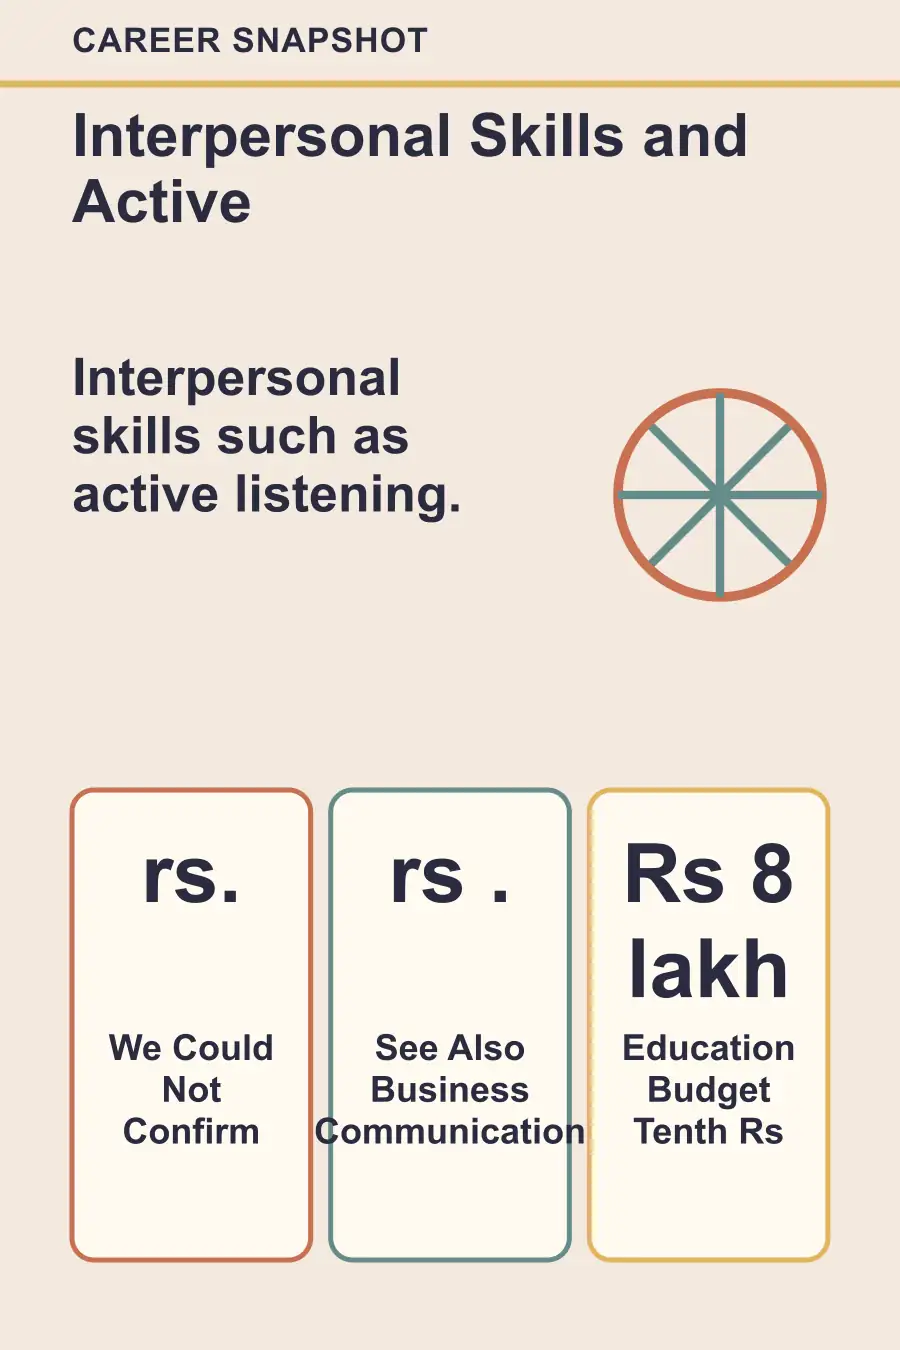 CAREER SNAPSHOT
Interpersonal Skills and
Active
Interpersonal
skills such as
active listening.
rs.
We Could
Not
Confirm
rs .
See Also
Business
Communication
Rs 8
lakh
Education
Budget
Tenth Rs